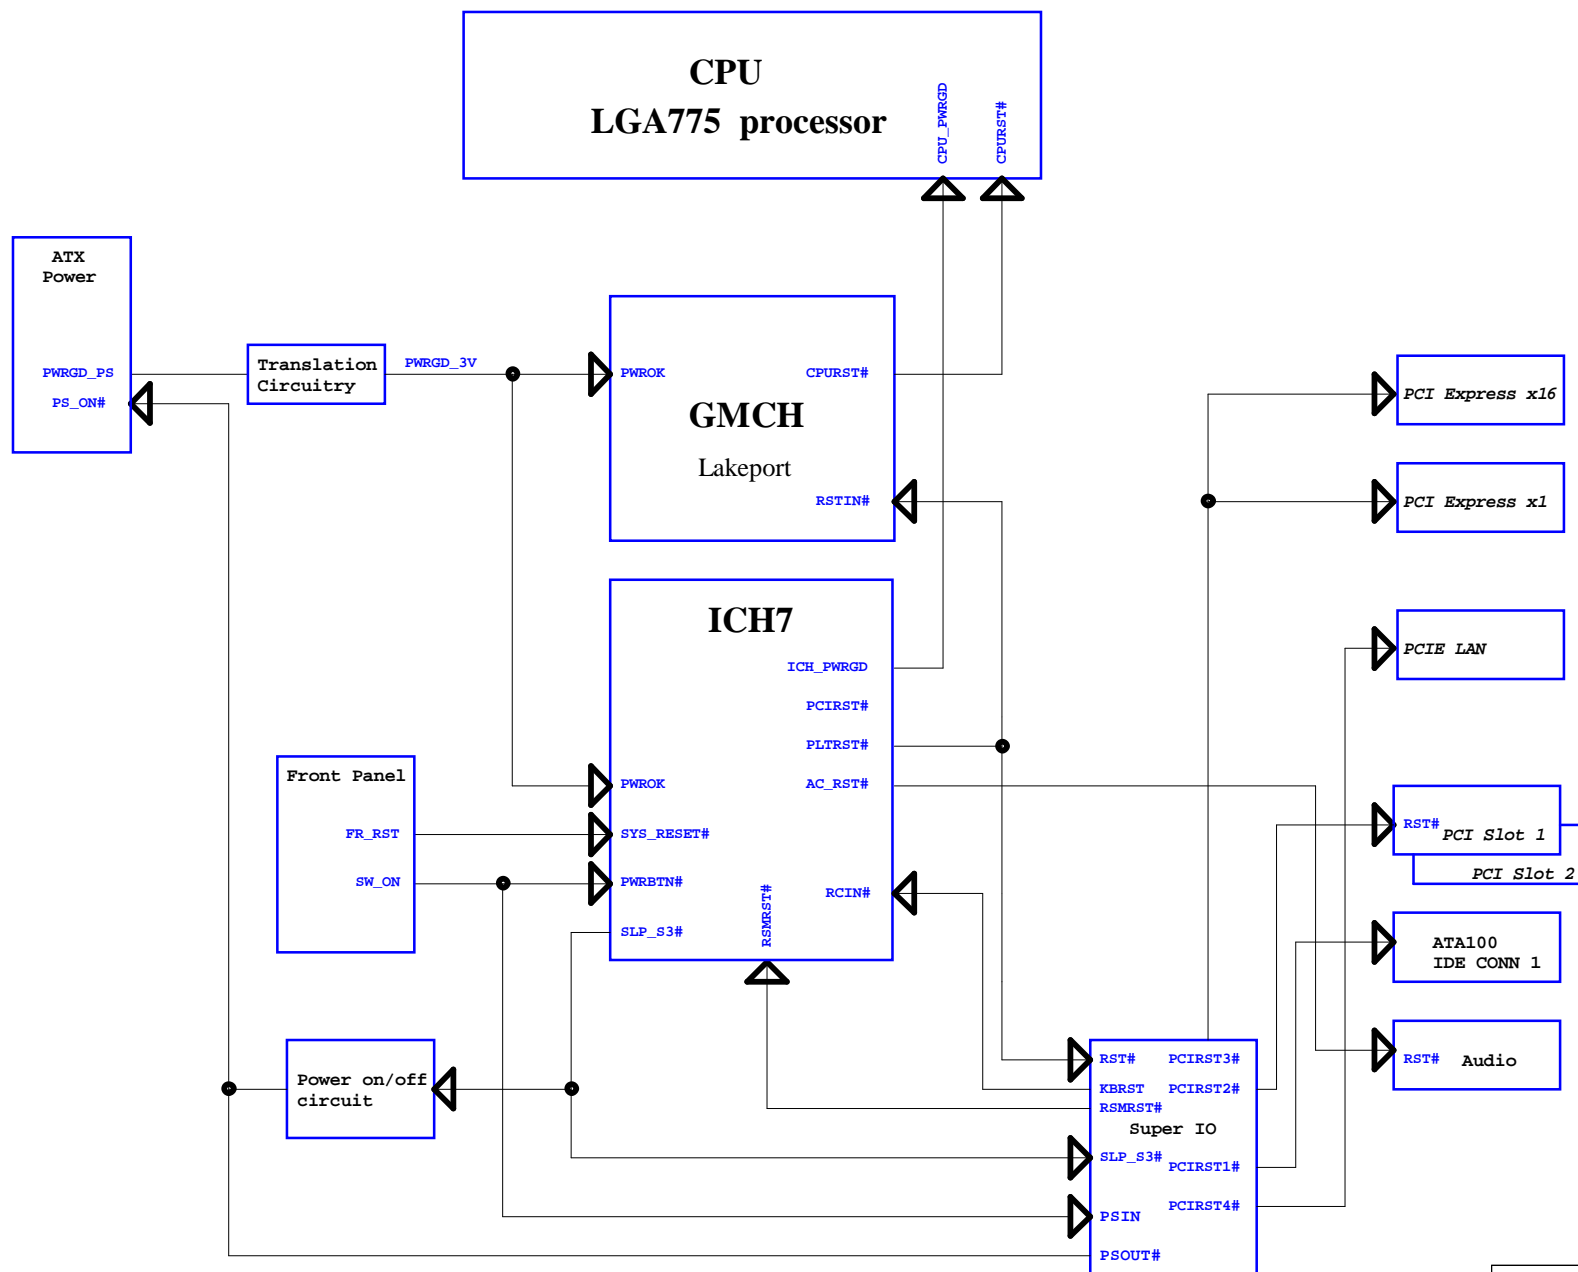 CPU
LGA775 processor
CPU_PWRGD
CPURST#
ATX
Power
PWRGD_PS
PS_ON#
Translation
Circuitry
PWRGD_3V
PWROK
CPURST#
GMCH
Lakeport
RSTIN#
PCI Express x16
PCI Express x1
ICH7
ICH_PWRGD
PCIRST#
PLTRST#
AC_RST#
PWROK
SYS_RESET#
PWRBTN#
RCIN#
SLP_S3#
RSMRST#
PCIE LAN
Front Panel
FR_RST
SW_ON
RST#
PCI Slot 1
PCI Slot 2
ATA100
IDE CONN 1
RST#
Audio
Power on/off
circuit
RST#
PCIRST3#
KBRST
PCIRST2#
RSMRST#
Super IO
SLP_S3#
PCIRST1#
PCIRST4#
PSIN
PSOUT#